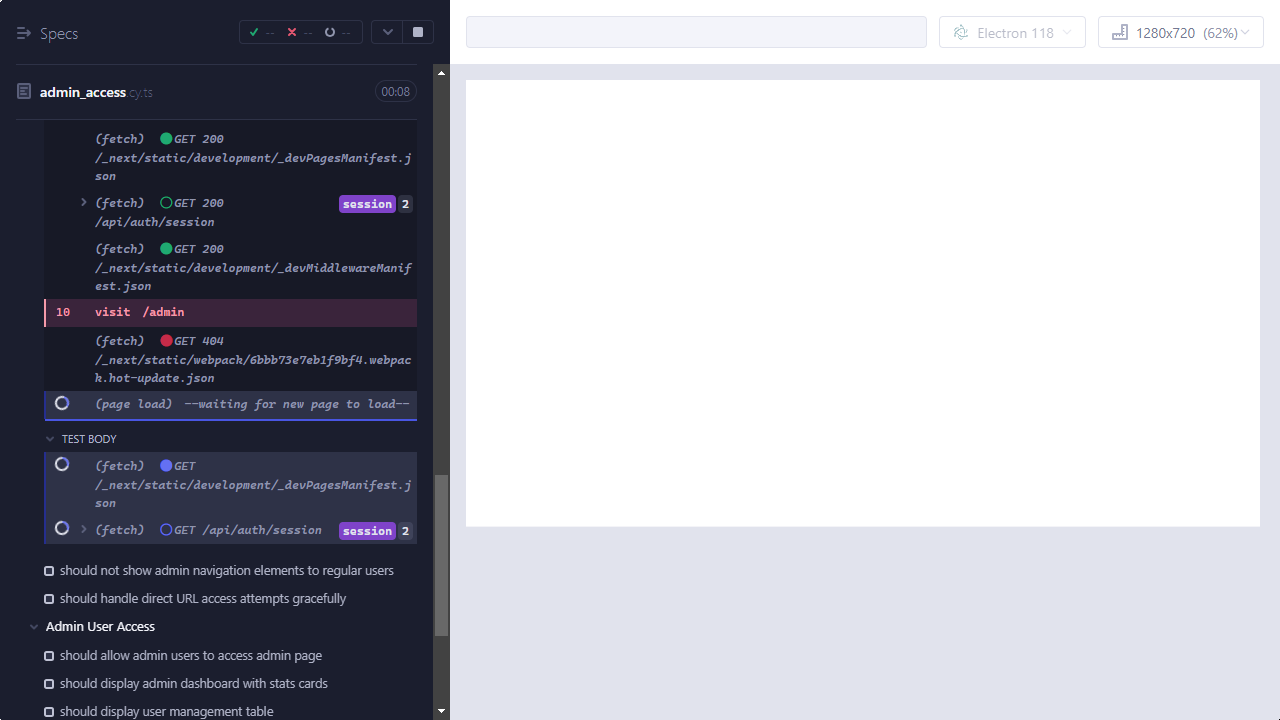 Specs
--
--
--
Electron 118
1280x720 (62%)
admin_access.cy.ts
00:08
(fetch) GET 200
/_next/static/development/_devPagesManifest.j
son
(fetch) GET 200 session 2
/api/auth/session
(fetch) GET 200
/_next/static/development/_devMiddlewareManif
est.json
10 visit /admin
(fetch) GET 404
/_next/static/webpack/6bbb73e7eb1f9bf4.webpac
k.hot-update.json
(page load) --waiting for new page to load--
TEST BODY
(fetch) GET
/_next/static/development/_devPagesManifest.j
son
(fetch) GET /api/auth/session session 2
should not show admin navigation elements to regular users
should handle direct URL access attempts gracefully
Admin User Access
should allow admin users to access admin page
should display admin dashboard with stats cards
should display user management table